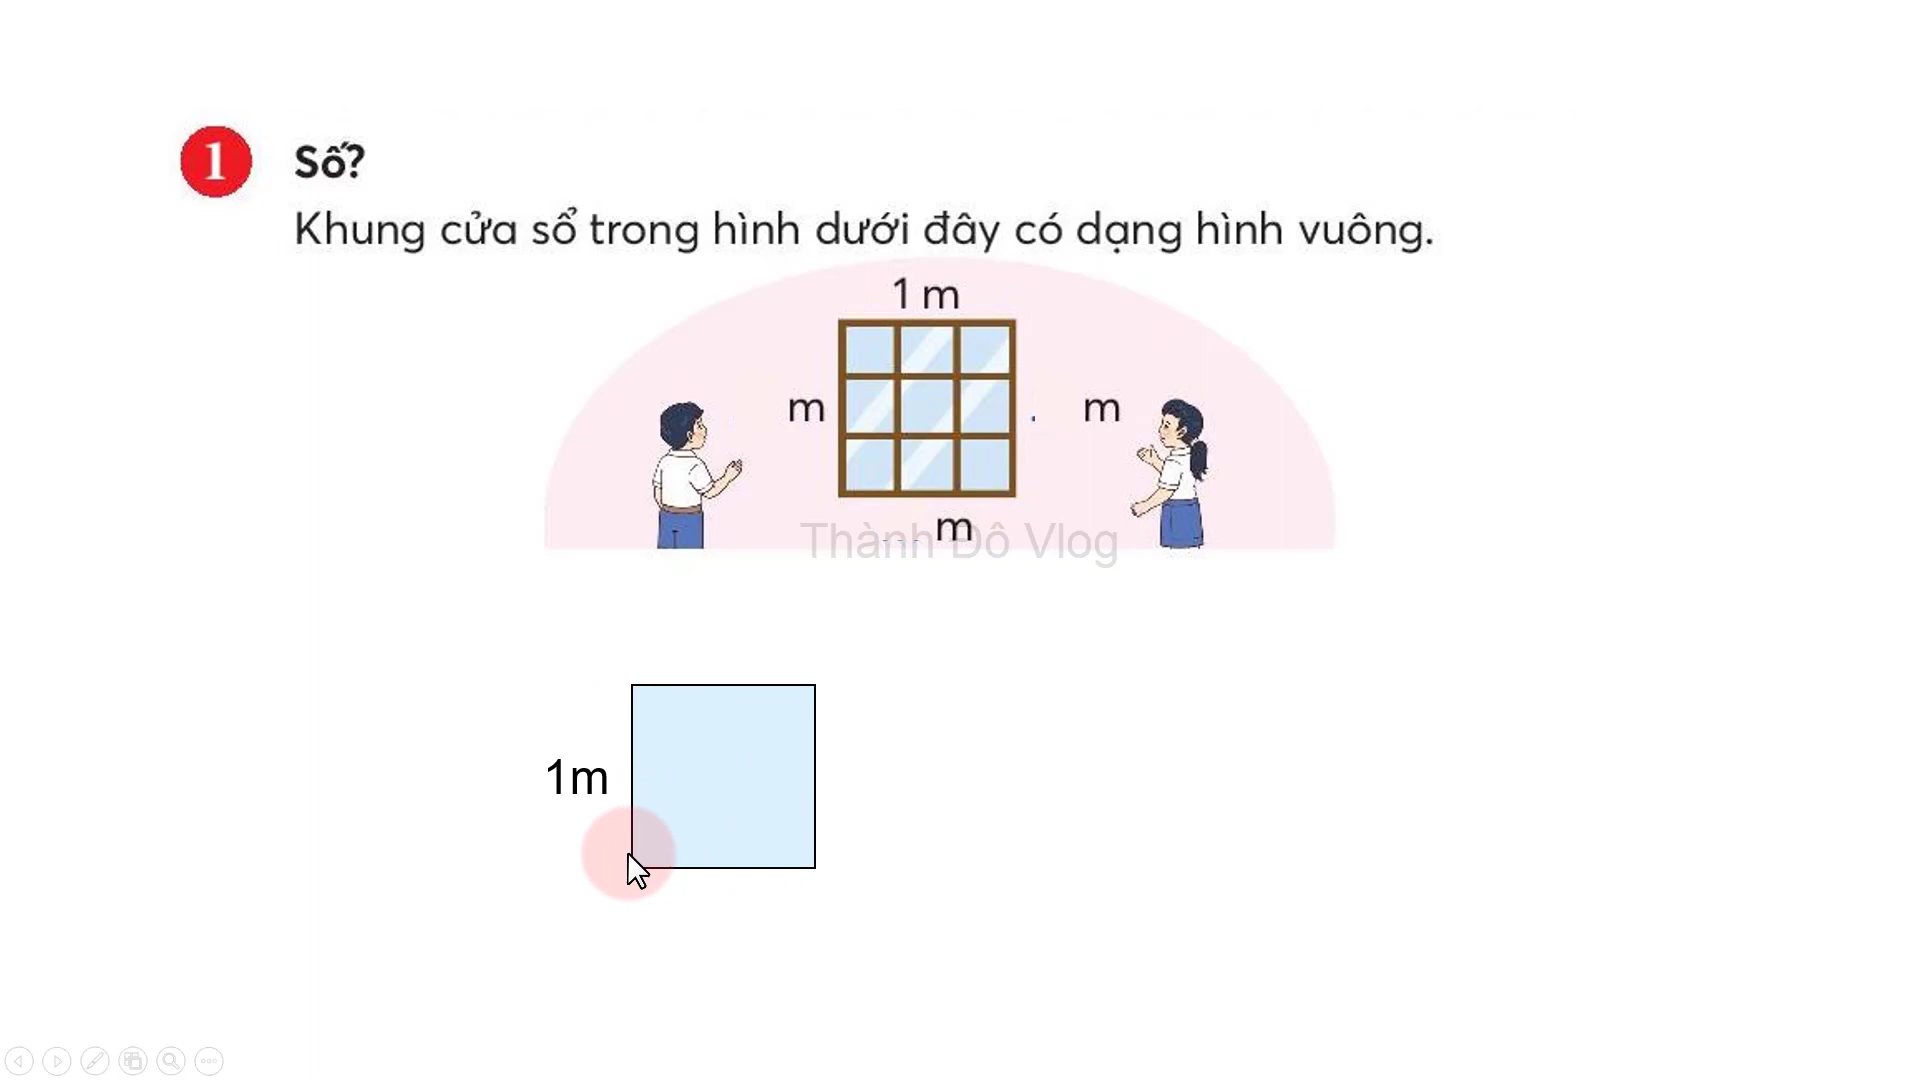 1 Số?
Khung cửa sổ trong hình dưới đây có dạng hình vuông.
1 m
m . m
... m
Thành Đô Vlog
1m